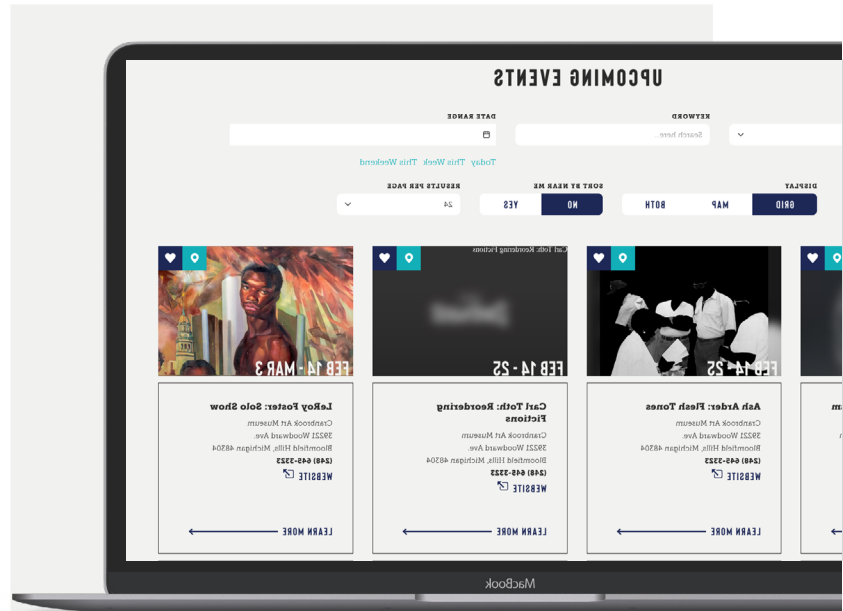 UPCOMING EVENTS
KEYWORD
DATE RANGE
Search here...
Today This Week This Weekend
DISPLAY
SORT BY NEAR ME
RESULTS PER PAGE
GRID MAP BOTH
NO YES
24
FEB 14 - 25
Ash Arder: Flesh Tones
Cranbrook Art Museum
39221 Woodward Ave.
Bloomfield Hills, Michigan 48304
(248) 645-3323
WEBSITE
LEARN MORE
Carl Toth: Reordering Fictions
FEB 14 - 25
Carl Toth: Reordering
Fictions
Cranbrook Art Museum
39221 Woodward Ave.
Bloomfield Hills, Michigan 48304
(248) 645-3323
WEBSITE
LEARN MORE
FEB 14 - MAR 3
LeRoy Foster: Solo Show
Cranbrook Art Museum
39221 Woodward Ave.
Bloomfield Hills, Michigan 48304
(248) 645-3323
WEBSITE
LEARN MORE
MacBook